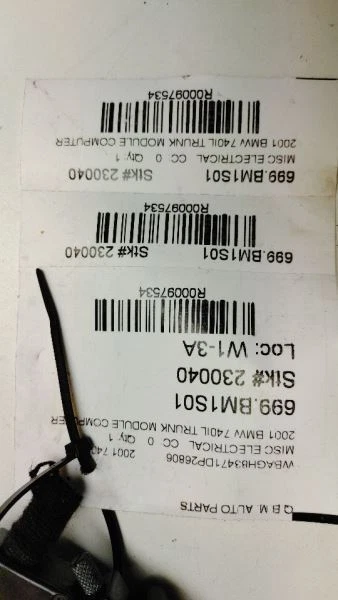 Q B M AUTO PARTS
WBAGH83471DP26806
MISC ELECTRICAL CC: 0 Qty: 1 2001 740
2001 BMW 740IL TRUNK MODULE COMPUTER
699.BM1S01
Stk# 230040
Loc: W1-3A
R00097534
699.BM1S01 Stk# 230040
R00097534
699.BM1S01 Stk# 230040
MISC ELECTRICAL CC: 0 Qty: 1
2001 BMW 740IL TRUNK MODULE COMPUTER
R00097534